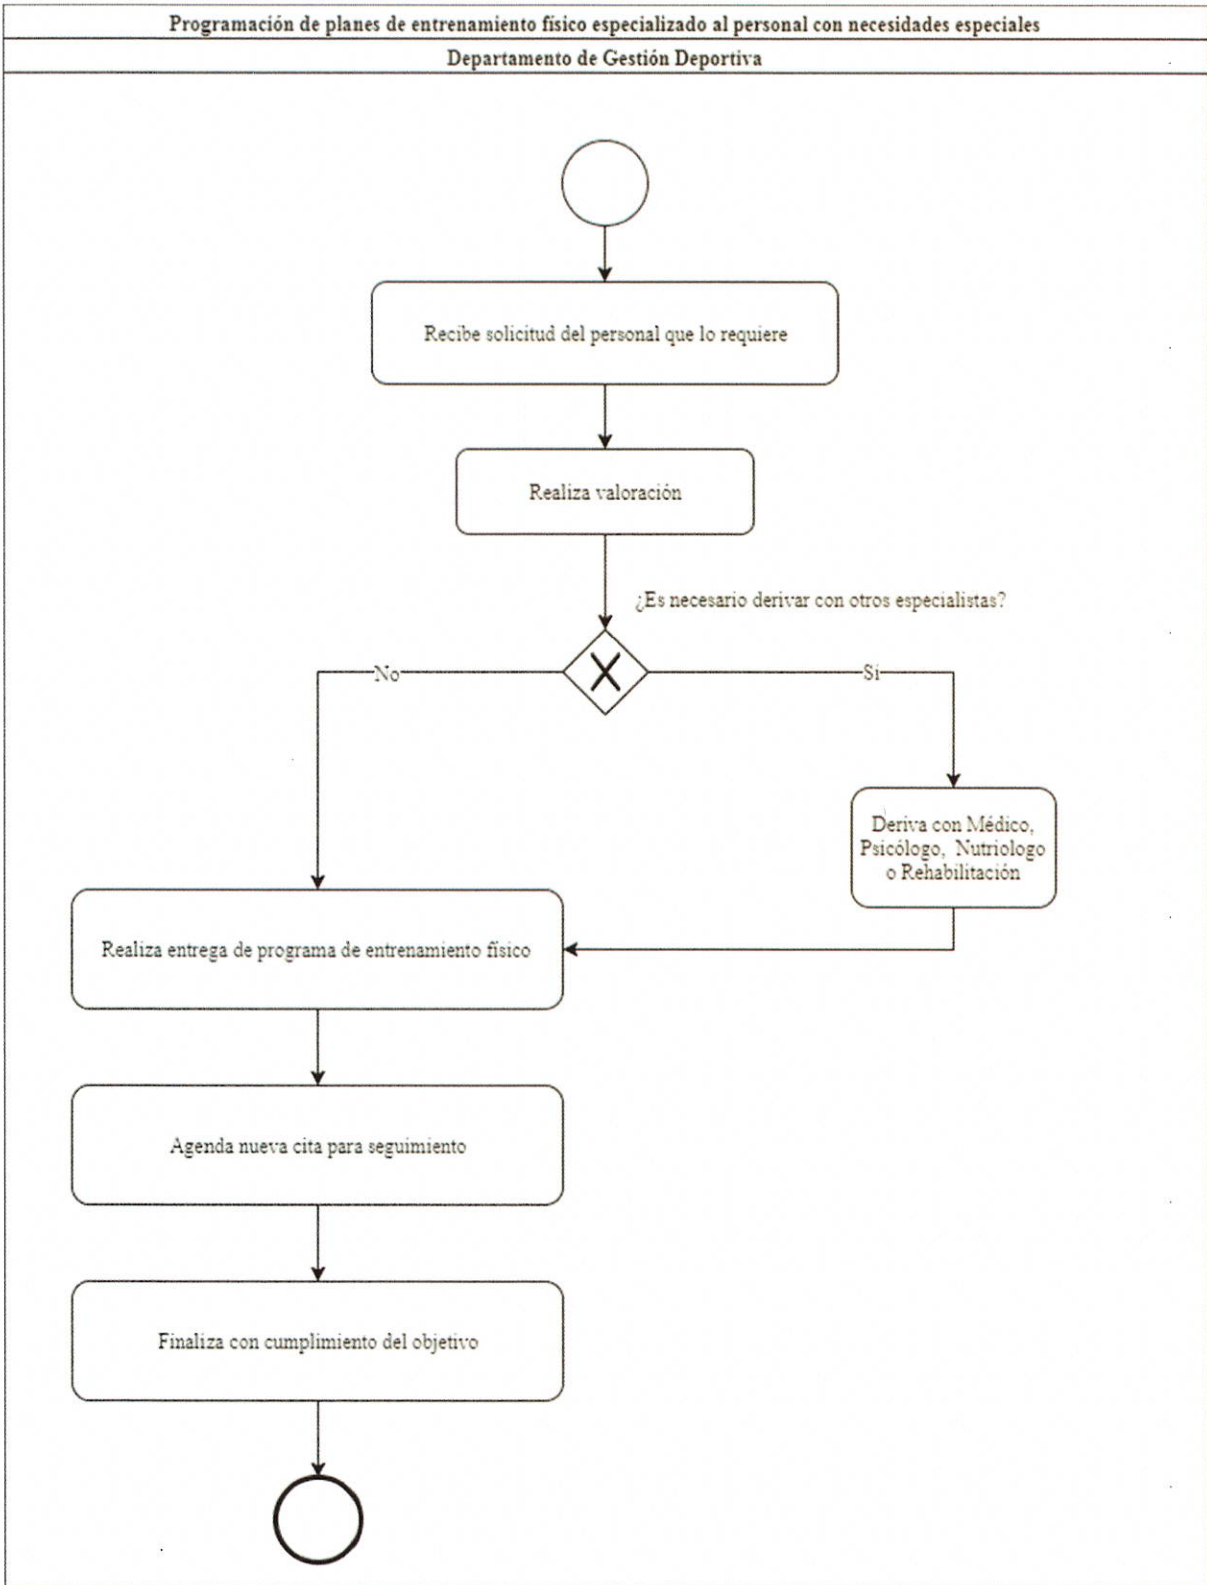 Programación de planes de entrenamiento físico especializado al personal con necesidades especiales
Departamento de Gestión Deportiva
Recibe solicitud del personal que lo requiere
Realiza valoración
¿Es necesario derivar con otros especialistas?
No
Si
Deriva con Médico,
Psicólogo, Nutriologo
o Rehabilitación
Realiza entrega de programa de entrenamiento físico
Agenda nueva cita para seguimiento
Finaliza con cumplimiento del objetivo